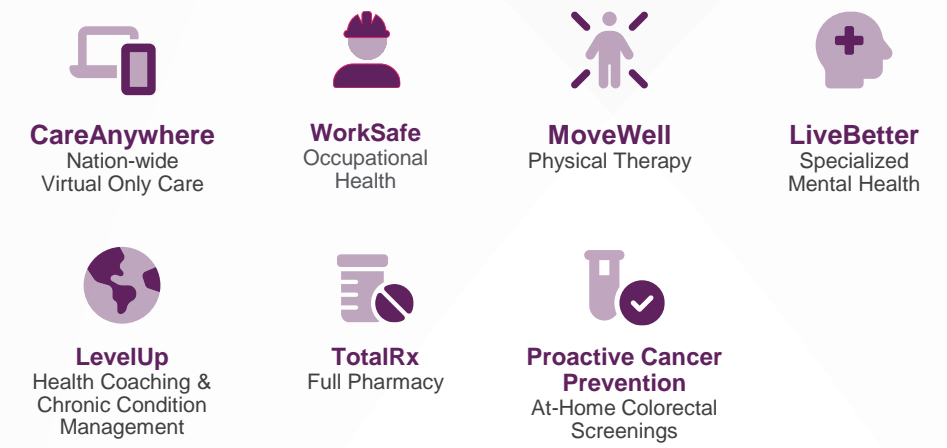 CareAnywhere
Nation-wide
Virtual Only Care
WorkSafe
Occupational
Health
MoveWell
Physical Therapy
LiveBetter
Specialized
Mental Health
LevelUp
Health Coaching &
Chronic Condition
Management
TotalRx
Full Pharmacy
Proactive Cancer
Prevention
At-Home Colorectal
Screenings